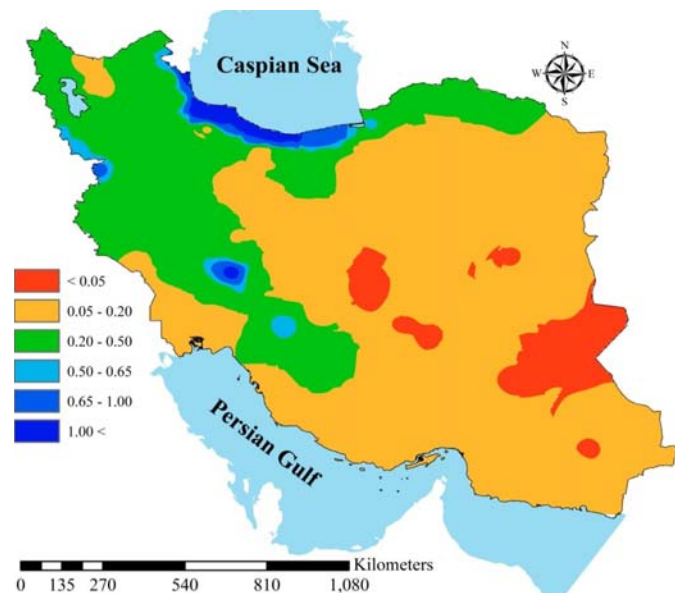 Caspian Sea
N
W E
S
< 0.05
0.05 - 0.20
0.20 - 0.50
0.50 - 0.65
0.65 - 1.00
1.00 <
Persian Gulf
Kilometers
0 135 270 540 810 1,080